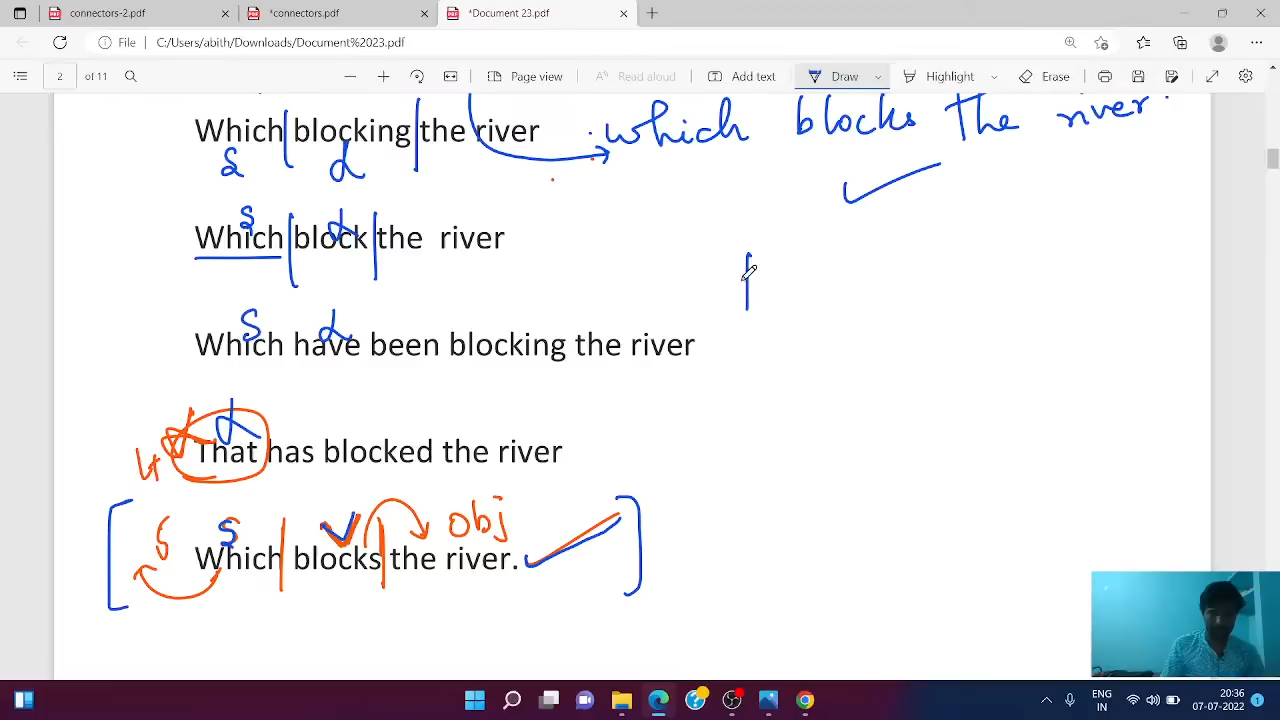 connectors-2.pdf
*connectors.pdf
*Document 23.pdf
File C:/Users/abith/Downloads/Document%2023.pdf
2 of 11
Page view
Read aloud
Add text
Draw
Highlight
Erase
Which blocking the river
which blocks the river.
S
S
Which block the river
S
Which have been blocking the river
That has blocked the river
S S V obj
Which blocks the river.
ENG
IN
20:36
07-07-2022